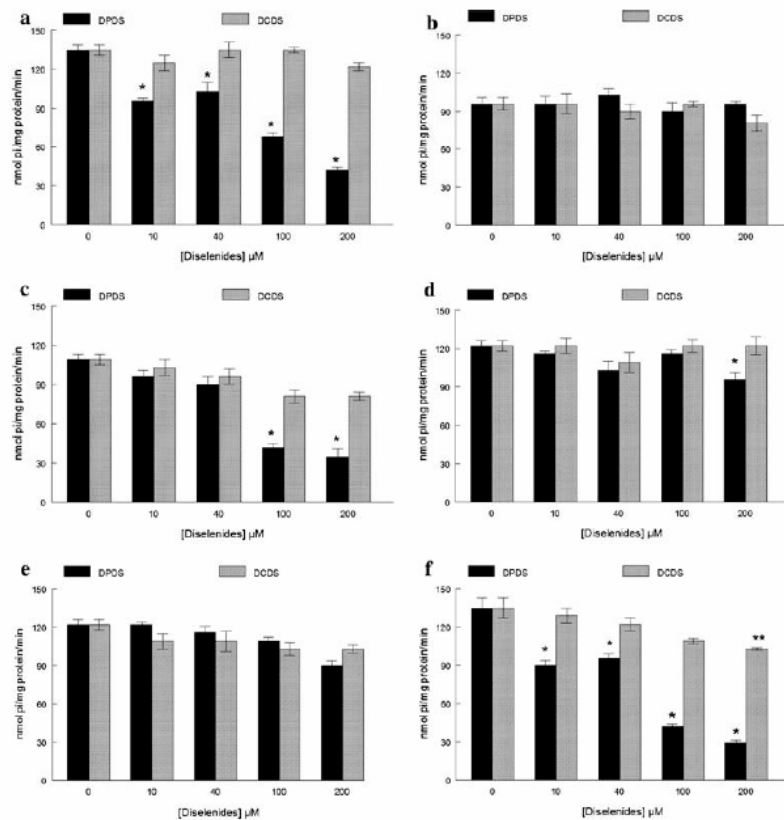 a
DPDS DCDS
150
120
90
60
30
0
nmol pi/mg protein/min
* * * *
0 10 40 100 200
[Diselenides] µM
b
DPDS DCDS
150
120
90
60
30
0
nmol pi/mg protein/min
0 10 40 100 200
[Diselenides] µM
c
DPDS DCDS
150
120
90
60
30
0
nmol pi/mg protein/min
* *
0 10 40 100 200
[Diselenides] µM
d
DPDS DCDS
150
120
90
60
30
0
nmol pi/mg protein/min
*
0 10 40 100 200
[Diselenides] µM
e
DPDS DCDS
150
120
90
60
30
0
nmol pi/mg protein/min
0 10 40 100 200
[Diselenides] µM
f
DPDS DCDS
150
120
90
60
30
0
nmol pi/mg protein/min
* * * * **
0 10 40 100 200
[Diselenides] µM